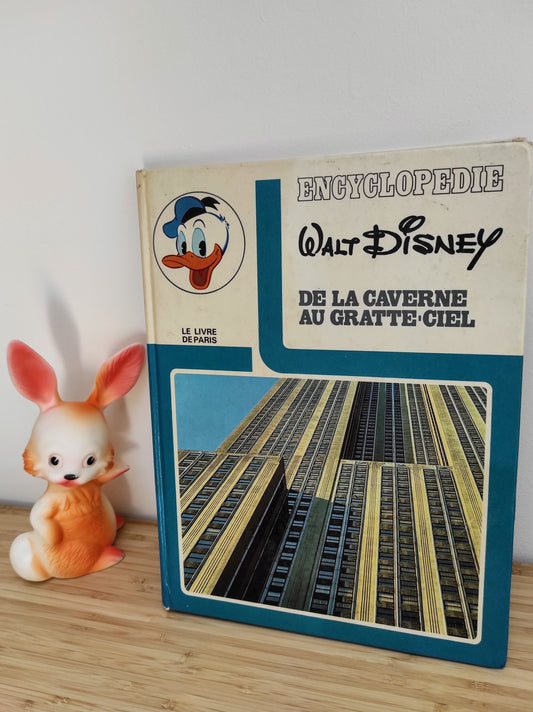 ENCYCLOPEDIE
WALT DISNEY
DE LA CAVERNE
AU GRATTE-CIEL
LE LIVRE
DE PARIS